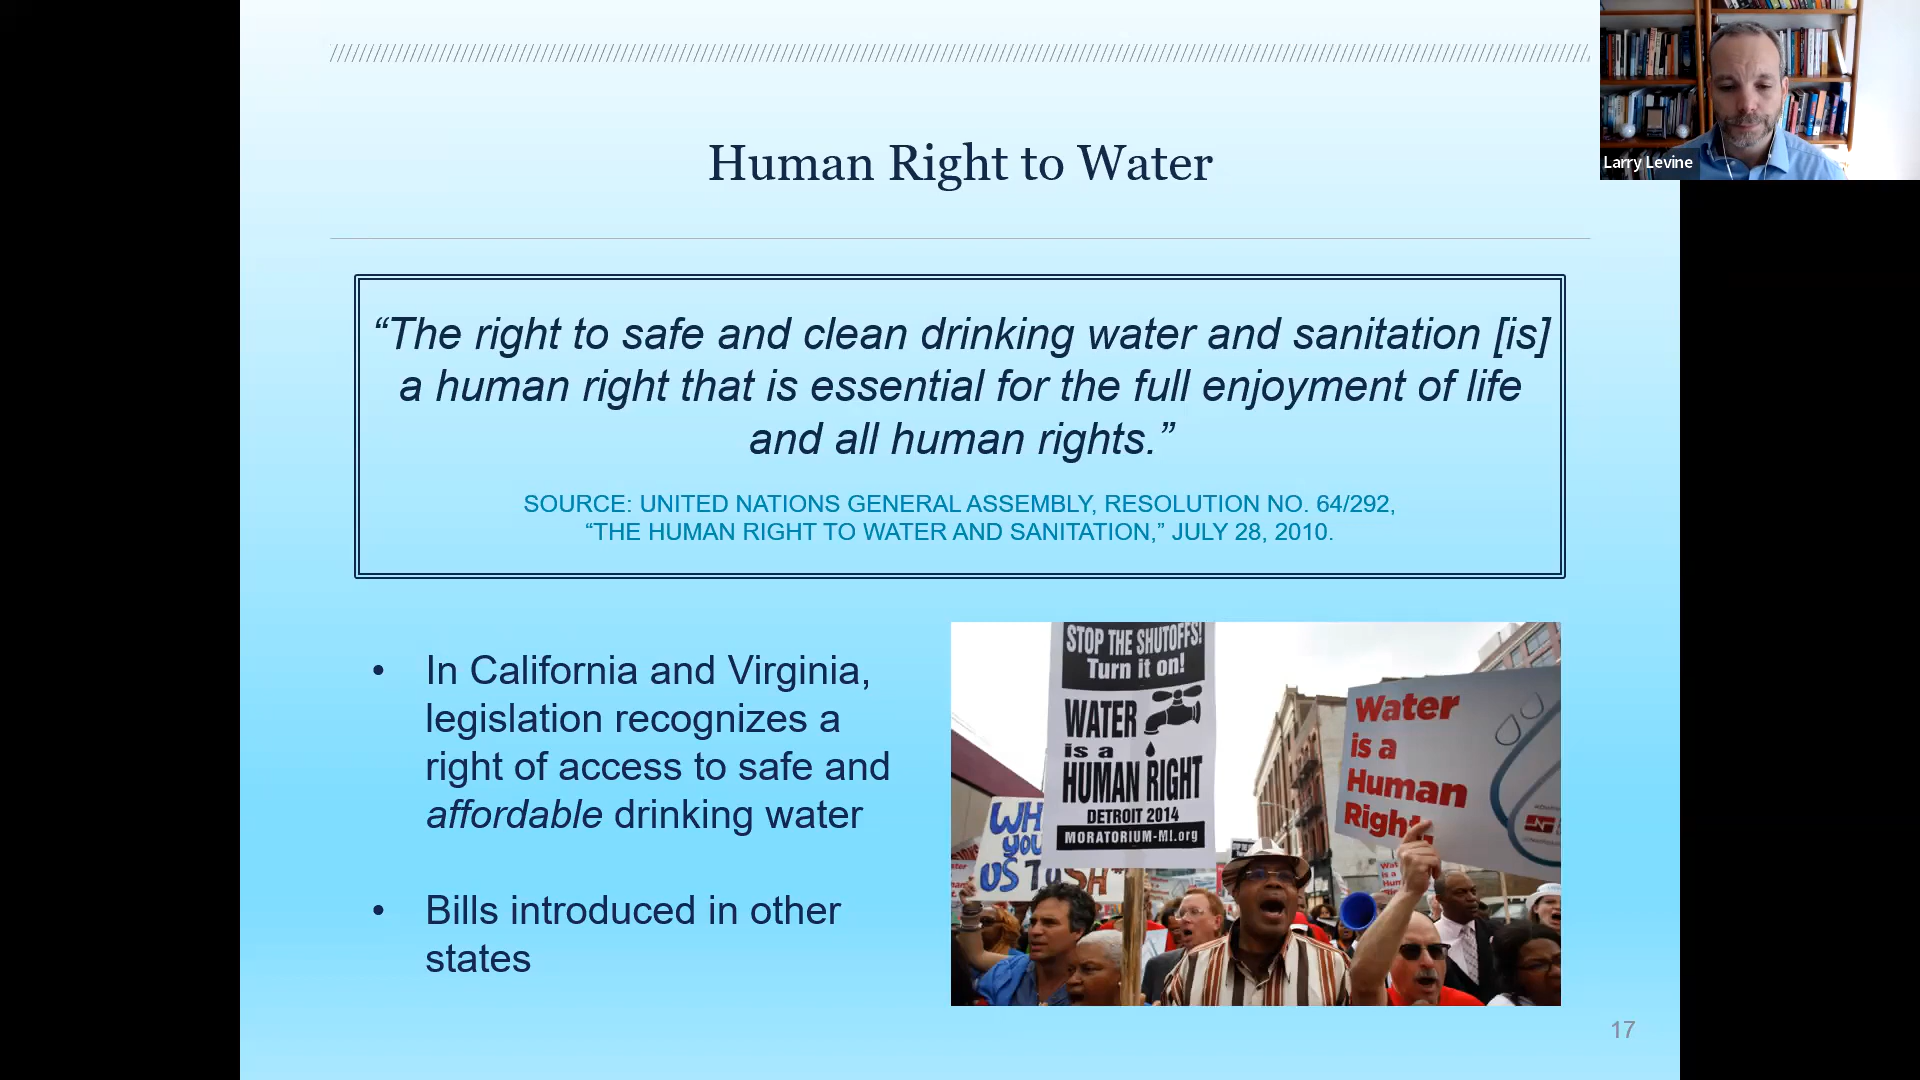 Larry Levine
Human Right to Water
“The right to safe and clean drinking water and sanitation [is]
a human right that is essential for the full enjoyment of life
and all human rights.”
SOURCE: UNITED NATIONS GENERAL ASSEMBLY, RESOLUTION NO. 64/292,
“THE HUMAN RIGHT TO WATER AND SANITATION,” JULY 28, 2010.
• In California and Virginia,
legislation recognizes a
right of access to safe and
affordable drinking water
• Bills introduced in other
states
STOP THE SHUTOFFS!
Turn it on!
WATER
is a
HUMAN RIGHT
DETROIT 2014
MORATORIUM-MI.org
Water
is a
Human
Right
YOU
US
17